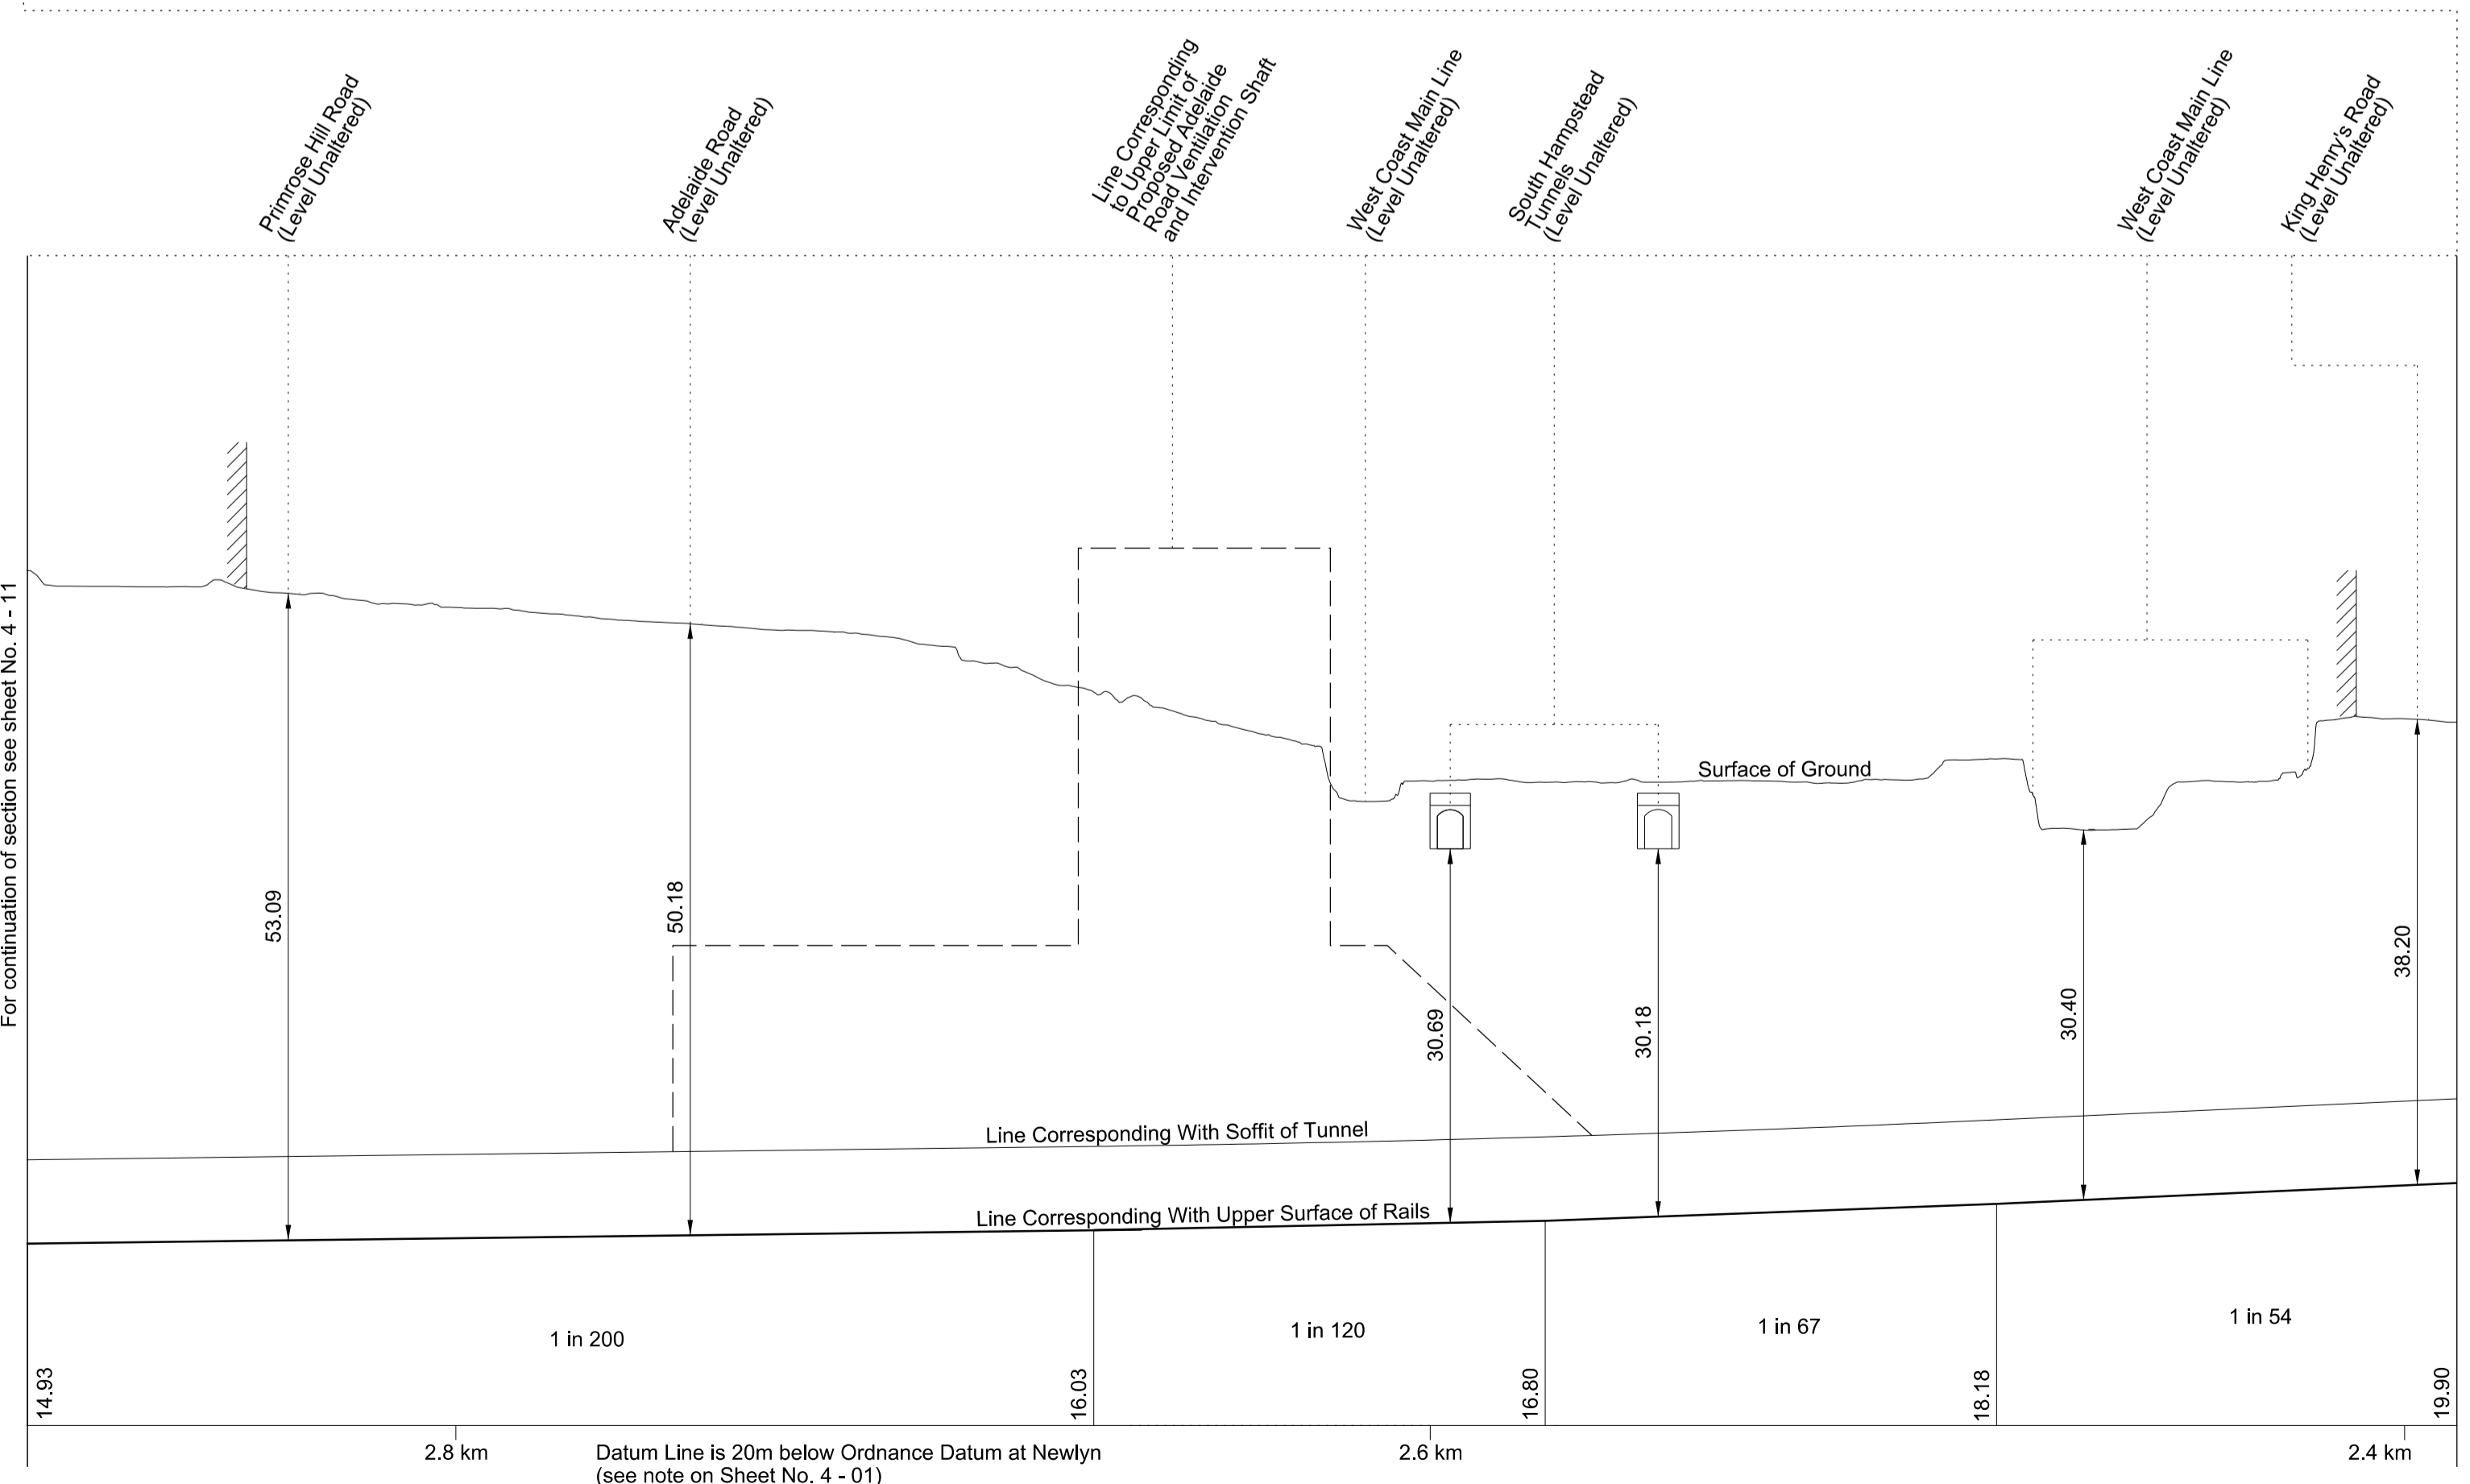 Primrose Hill Road
(Level Unaltered)
Adelaide Road
(Level Unaltered)
Line Corresponding
to Upper Limit of
Proposed Adelaide
Road Ventilation
and Intervention Shaft
West Coast Main Line
(Level Unaltered)
South Hampstead
Tunnels
(Level Unaltered)
West Coast Main Line
(Level Unaltered)
King Henry's Road
(Level Unaltered)
For continuation of section see sheet No. 4 - 11
Surface of Ground
53.09
50.18
30.69
30.18
30.40
38.20
Line Corresponding With Soffit of Tunnel
Line Corresponding With Upper Surface of Rails
1 in 200
1 in 120
1 in 67
1 in 54
14.93
16.03
16.80
18.18
19.90
2.8 km
2.6 km
2.4 km
Datum Line is 20m below Ordnance Datum at Newlyn
(see note on Sheet No. 4 - 01)